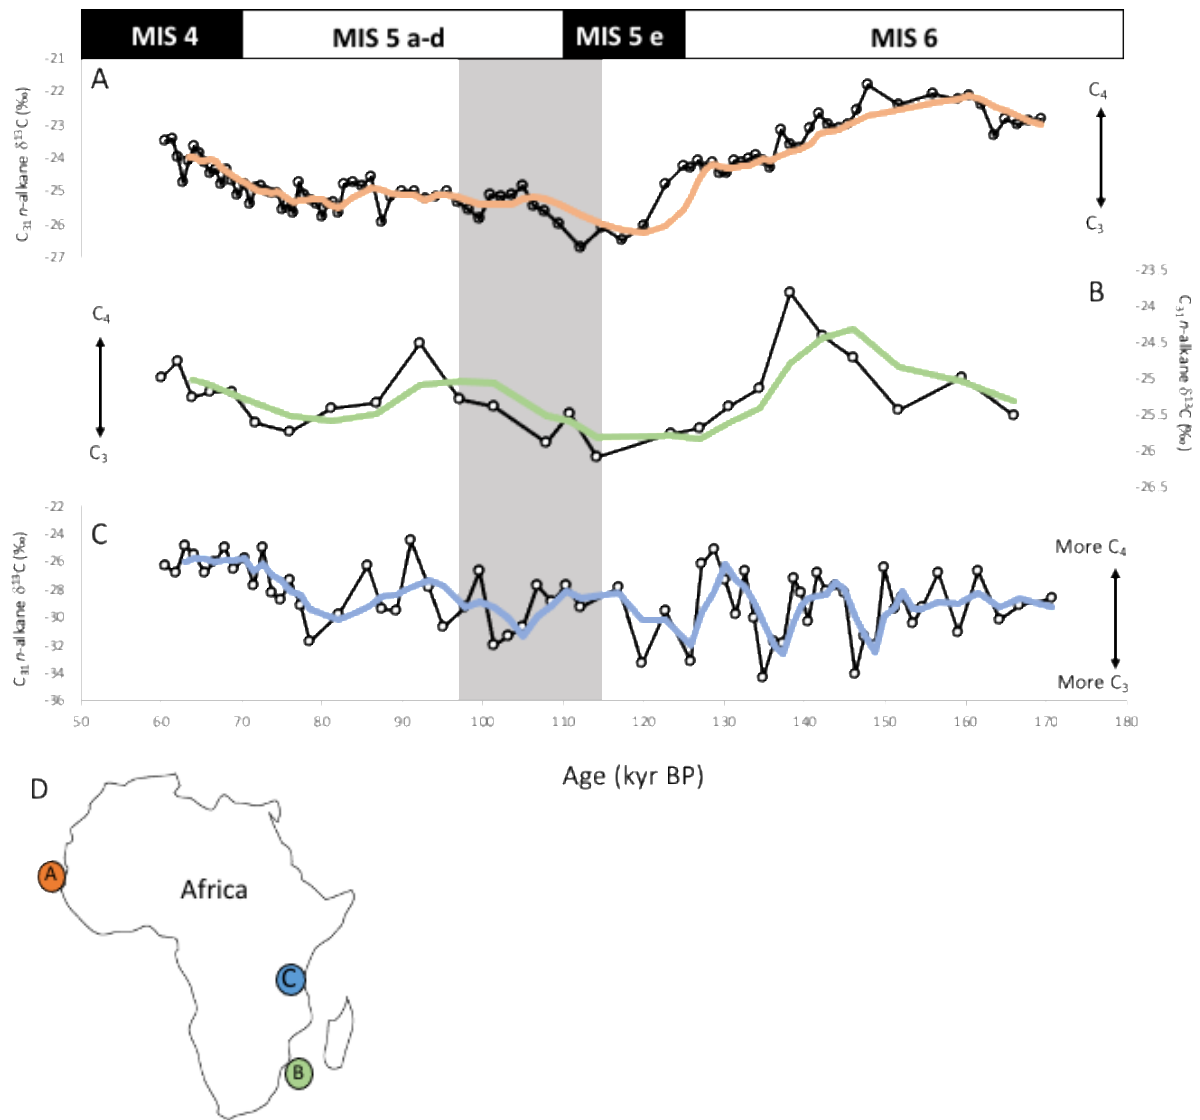 MIS 4 MIS 5 a-d MIS 5 e MIS 6
A
C₃₁ n-alkane δ¹³C (‰)
-21
-22
-23
-24
-25
-26
-27
C₄
C₃
B
C₄
C₃
-23.5
-24
-24.5
-25
-25.5
-26
-26.5
C₃₁ n-alkane δ¹³C (‰)
C
C₃₁ n-alkane δ¹³C (‰)
-22
-24
-26
-28
-30
-32
-34
-36
More C₄
More C₃
50 60 70 80 90 100 110 120 130 140 150 160 170 180
Age (kyr BP)
D
A
Africa
C
B